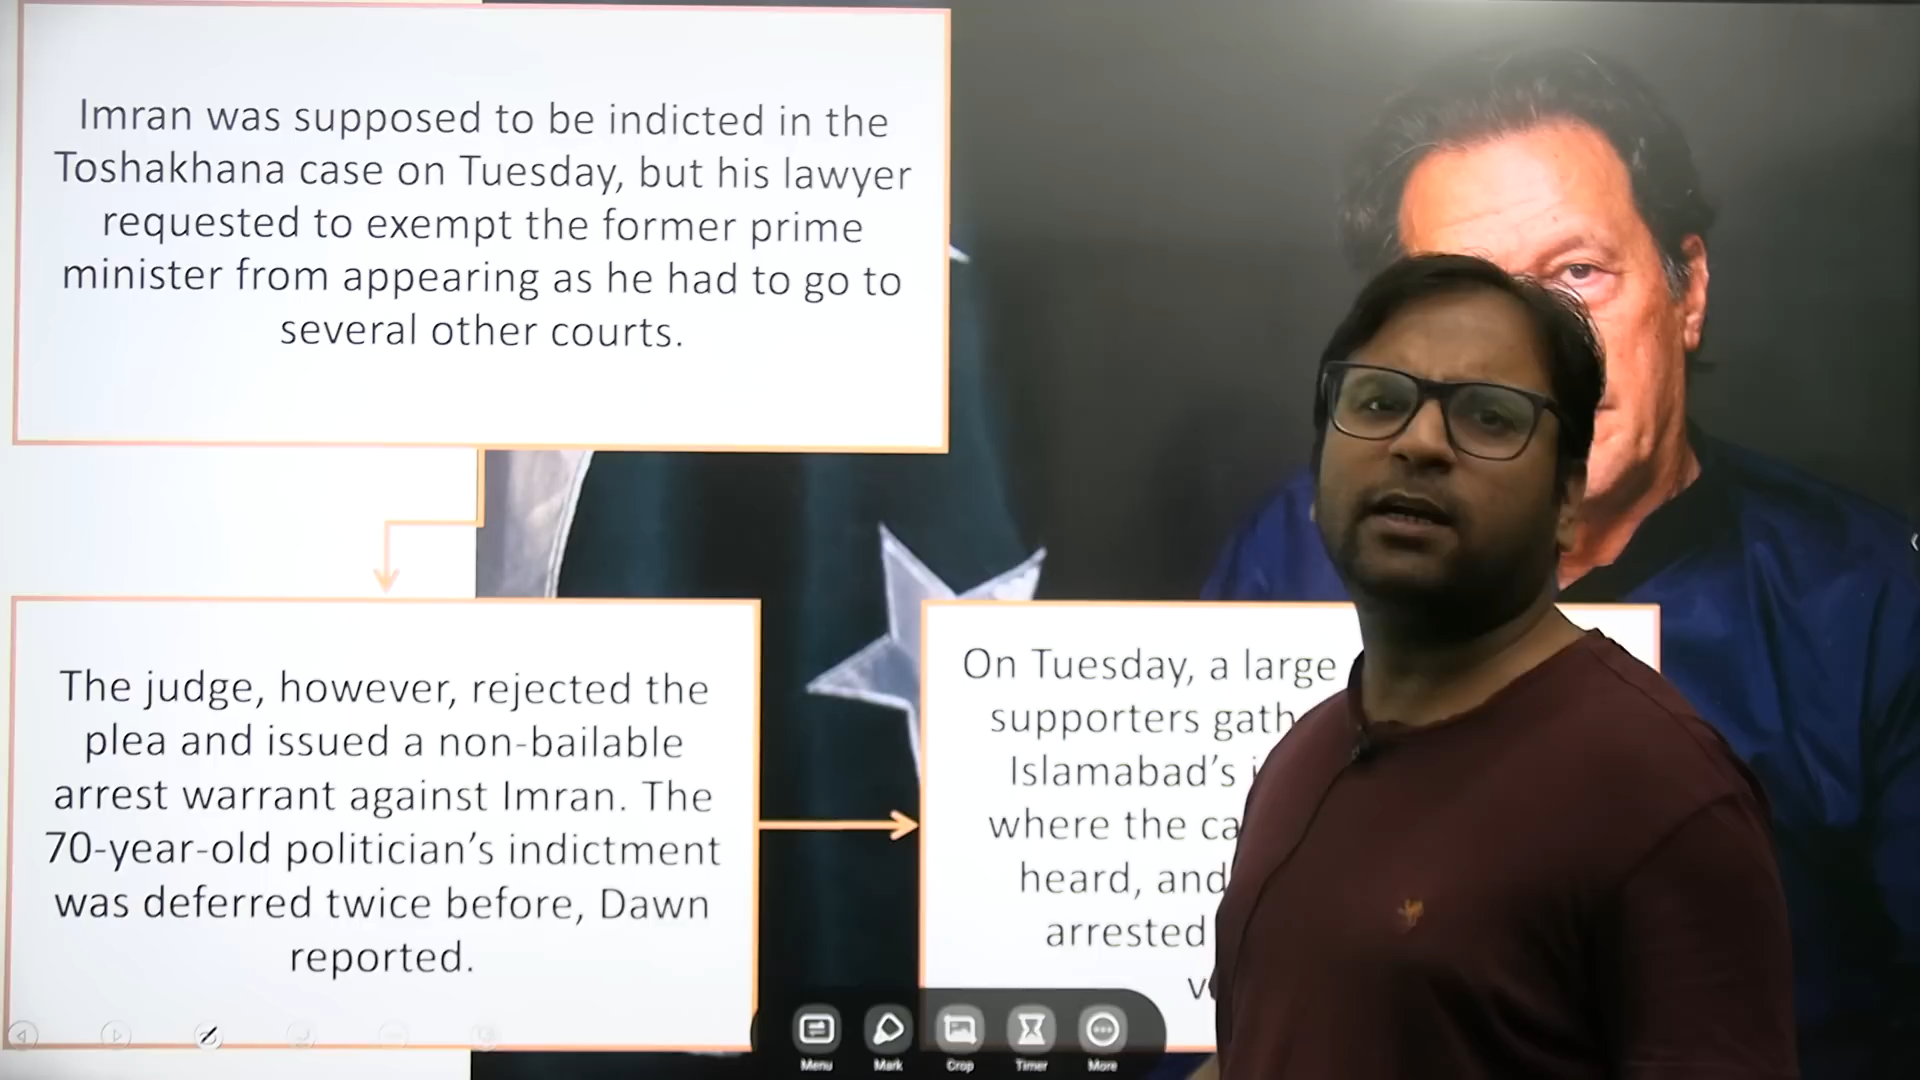 Imran was supposed to be indicted in the
Toshakhana case on Tuesday, but his lawyer
requested to exempt the former prime
minister from appearing as he had to go to
several other courts.
The judge, however, rejected the
plea and issued a non-bailable
arrest warrant against Imran. The
70-year-old politician's indictment
was deferred twice before, Dawn
reported.
On Tuesday, a large
supporters
Islamabad's
where the
heard, and
arrested
Menu Mark Crop Timer More